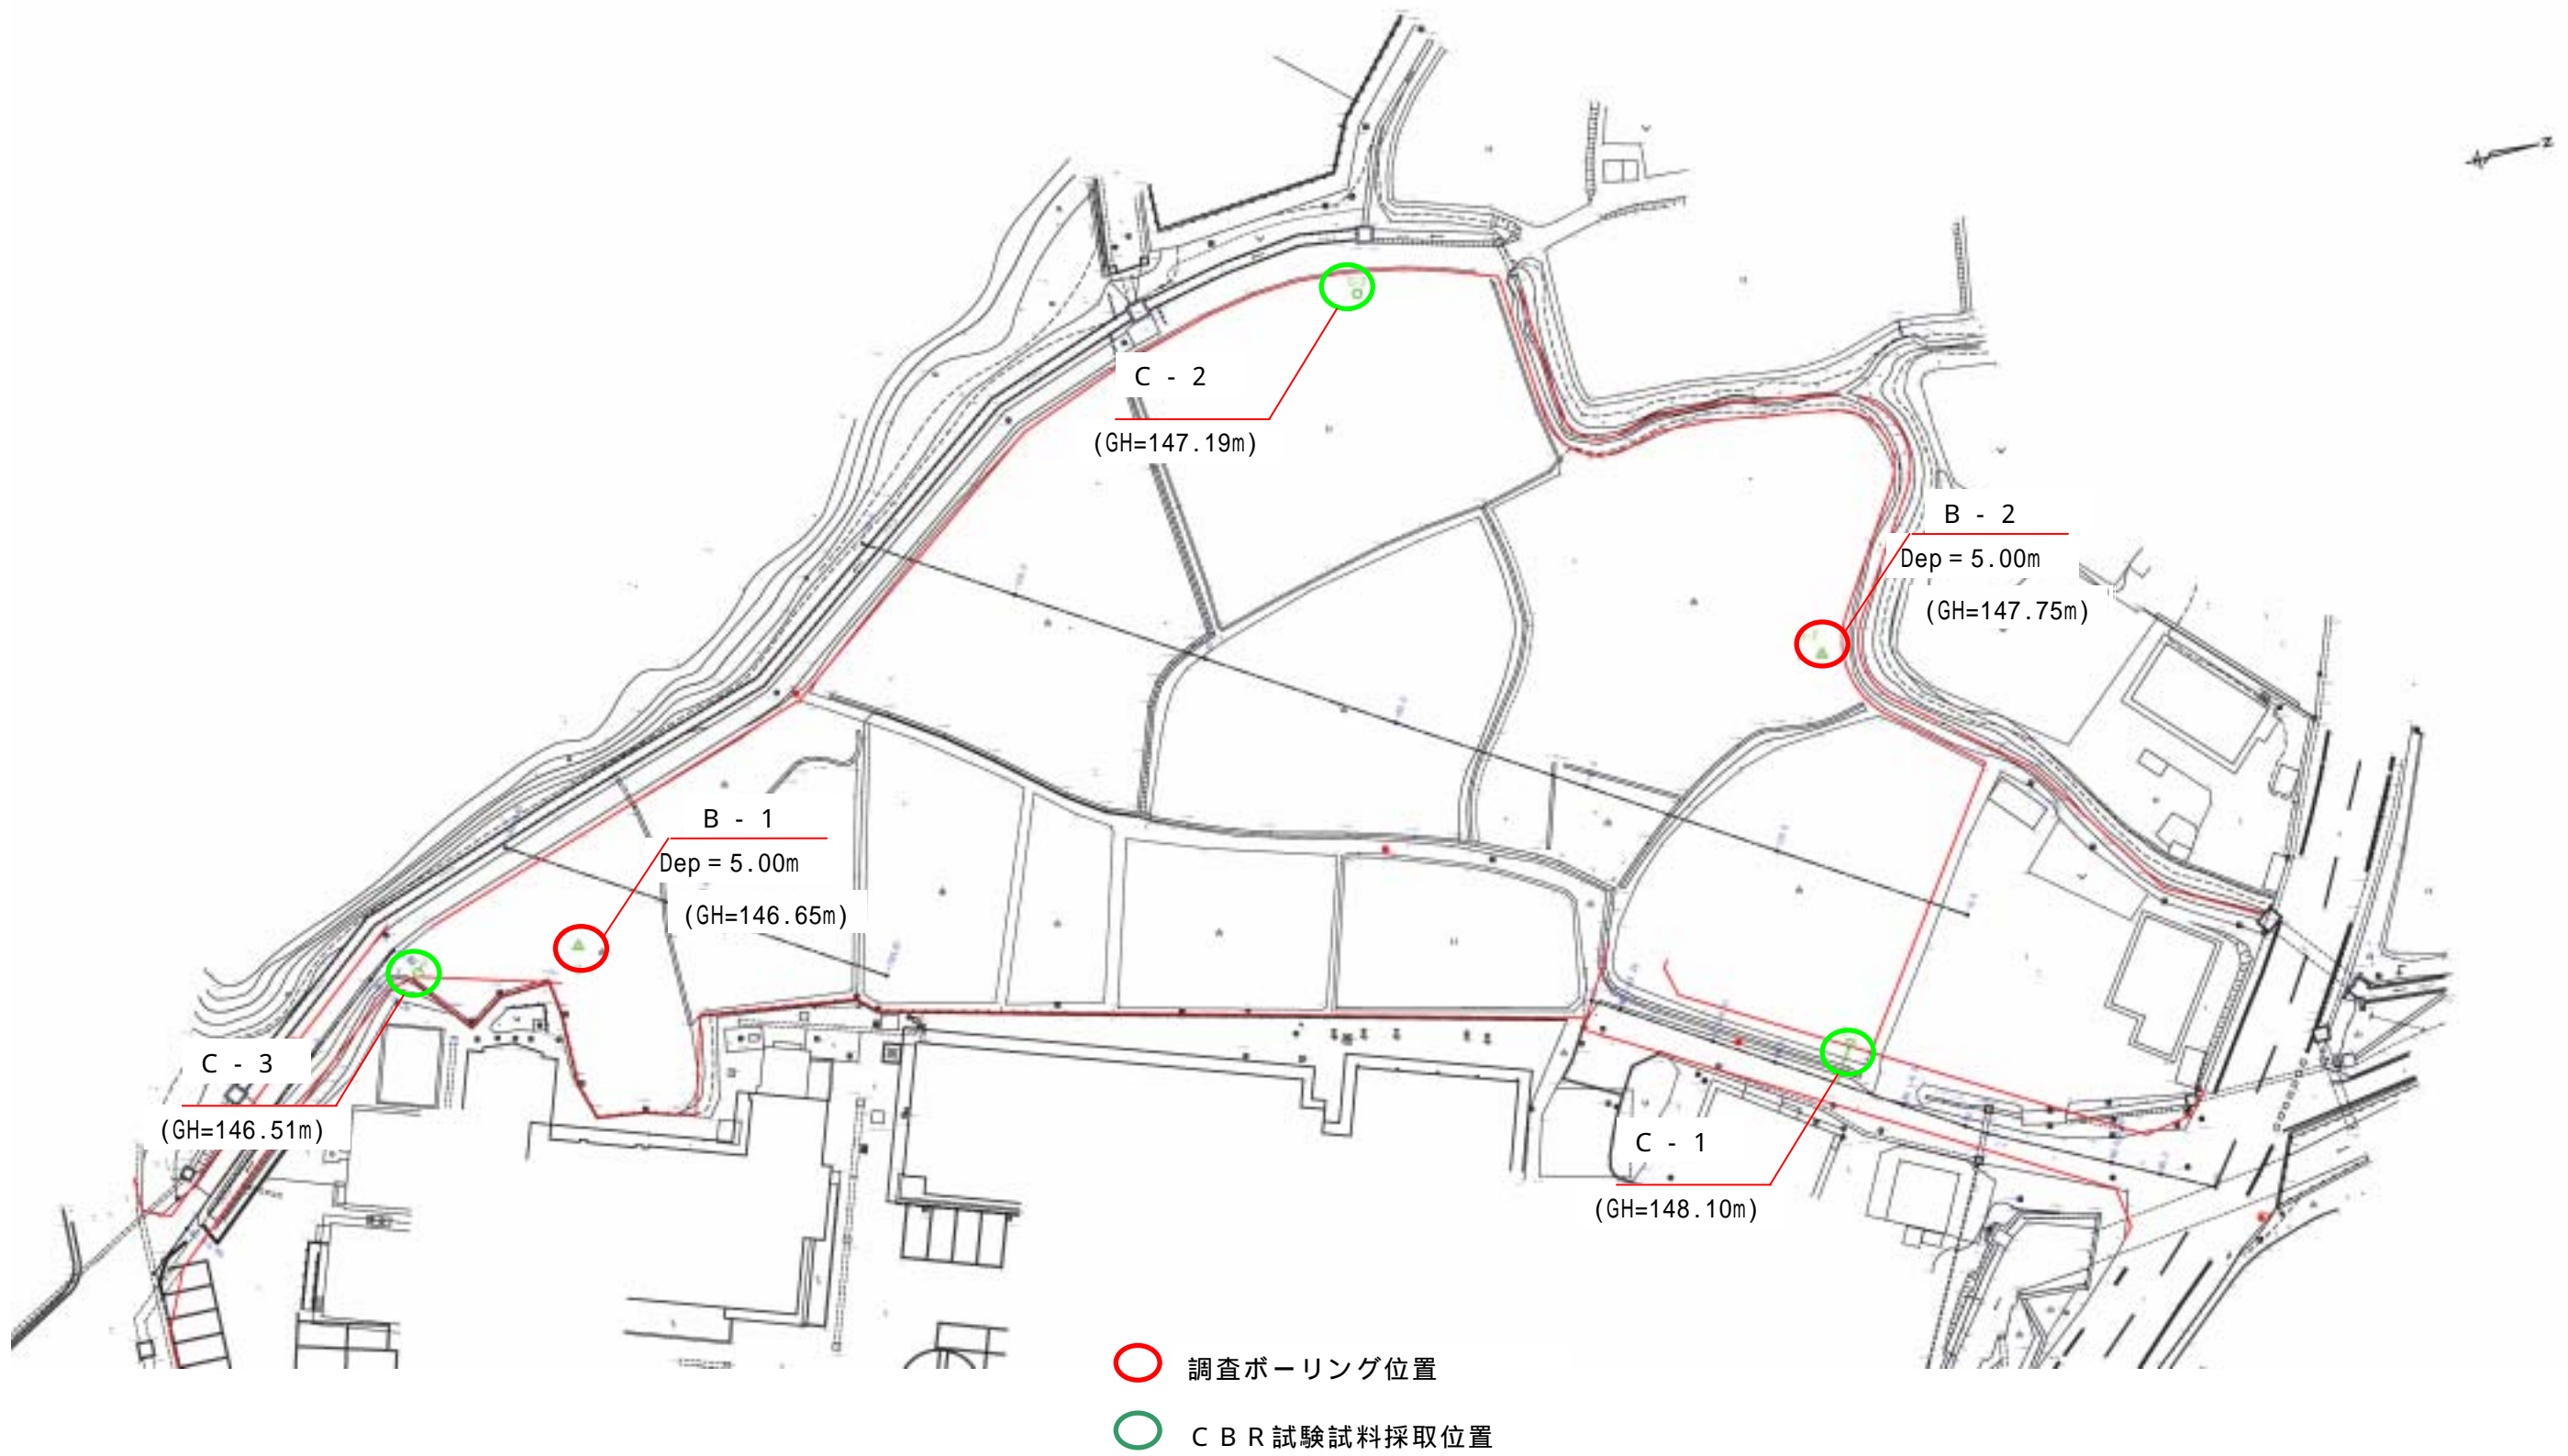 N
C - 2
(GH=147.19m)
B - 2
Dep = 5.00m
(GH=147.75m)
B - 1
Dep = 5.00m
(GH=146.65m)
C - 3
(GH=146.51m)
C - 1
(GH=148.10m)
調査ボーリング位置
ＣＢＲ試験試料採取位置